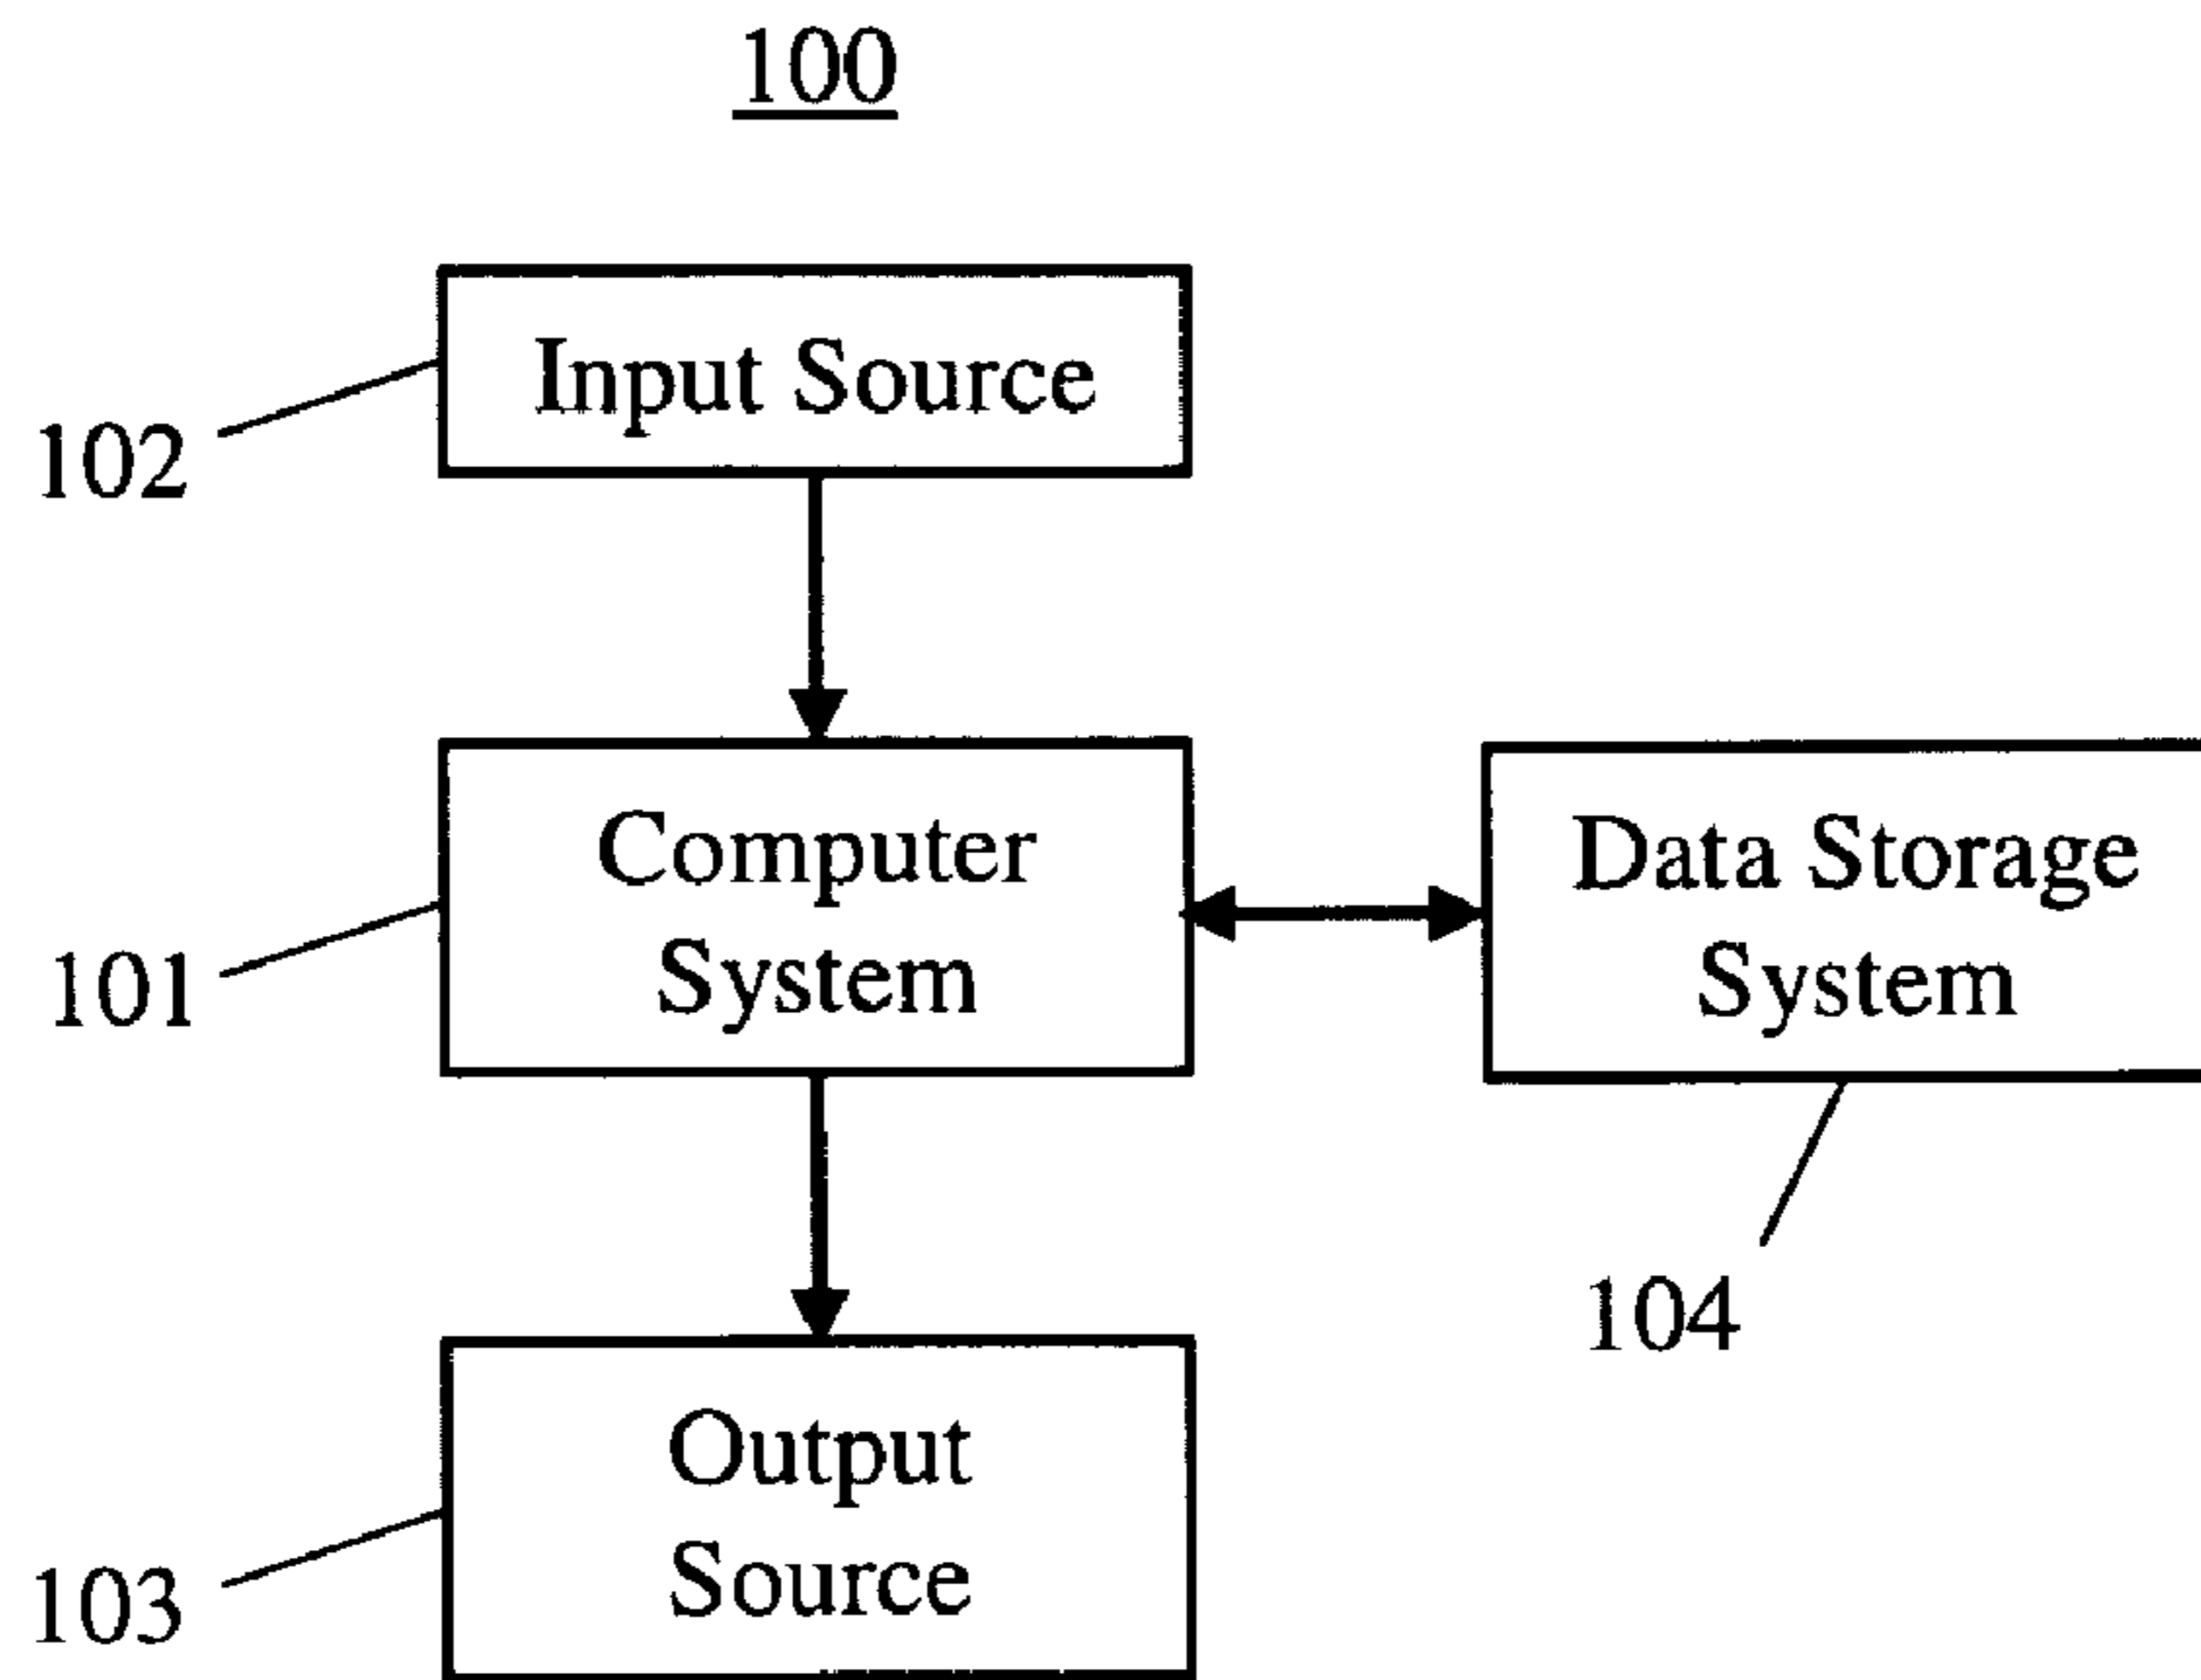 100
Input Source
102
Computer
System
Data Storage
System
101
104
Output
Source
103